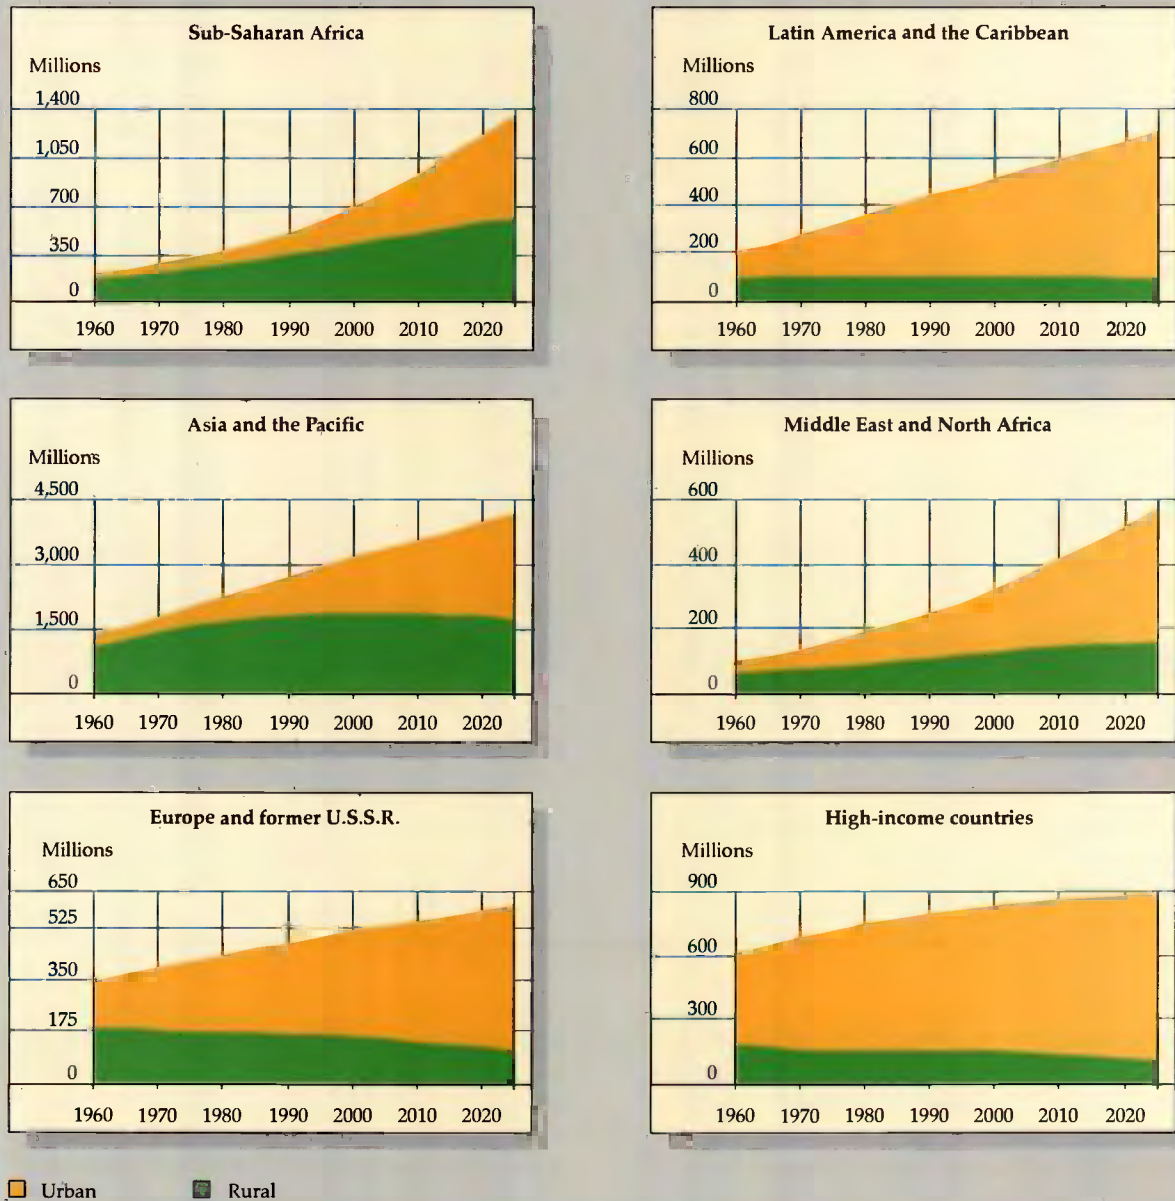 Sub-Saharan Africa
Millions
1,400
1,050
700
350
0
1960 1970 1980 1990 2000 2010 2020
Latin America and the Caribbean
Millions
800
600
400
200
0
1960 1970 1980 1990 2000 2010 2020
Asia and the Pacific
Millions
4,500
3,000
1,500
0
1960 1970 1980 1990 2000 2010 2020
Middle East and North Africa
Millions
600
400
200
0
1960 1970 1980 1990 2000 2010 2020
Europe and former U.S.S.R.
Millions
650
525
350
175
0
1960 1970 1980 1990 2000 2010 2020
High-income countries
Millions
900
600
300
0
1960 1970 1980 1990 2000 2010 2020
Urban Rural